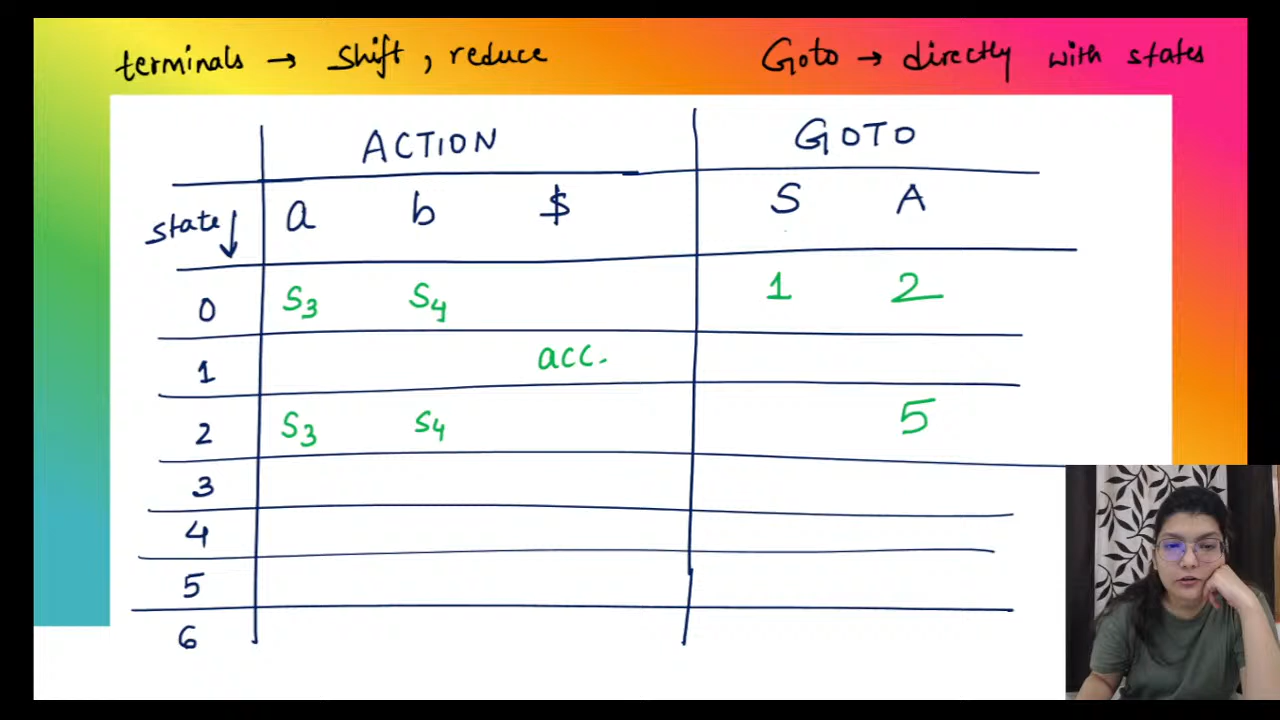 terminals → Shift, reduce
Goto → directly with states
ACTION GOTO
state ↓ a b $ S A
0 S3 S4 1 2
1 acc.
2 S3 S4 5
3
4
5
6